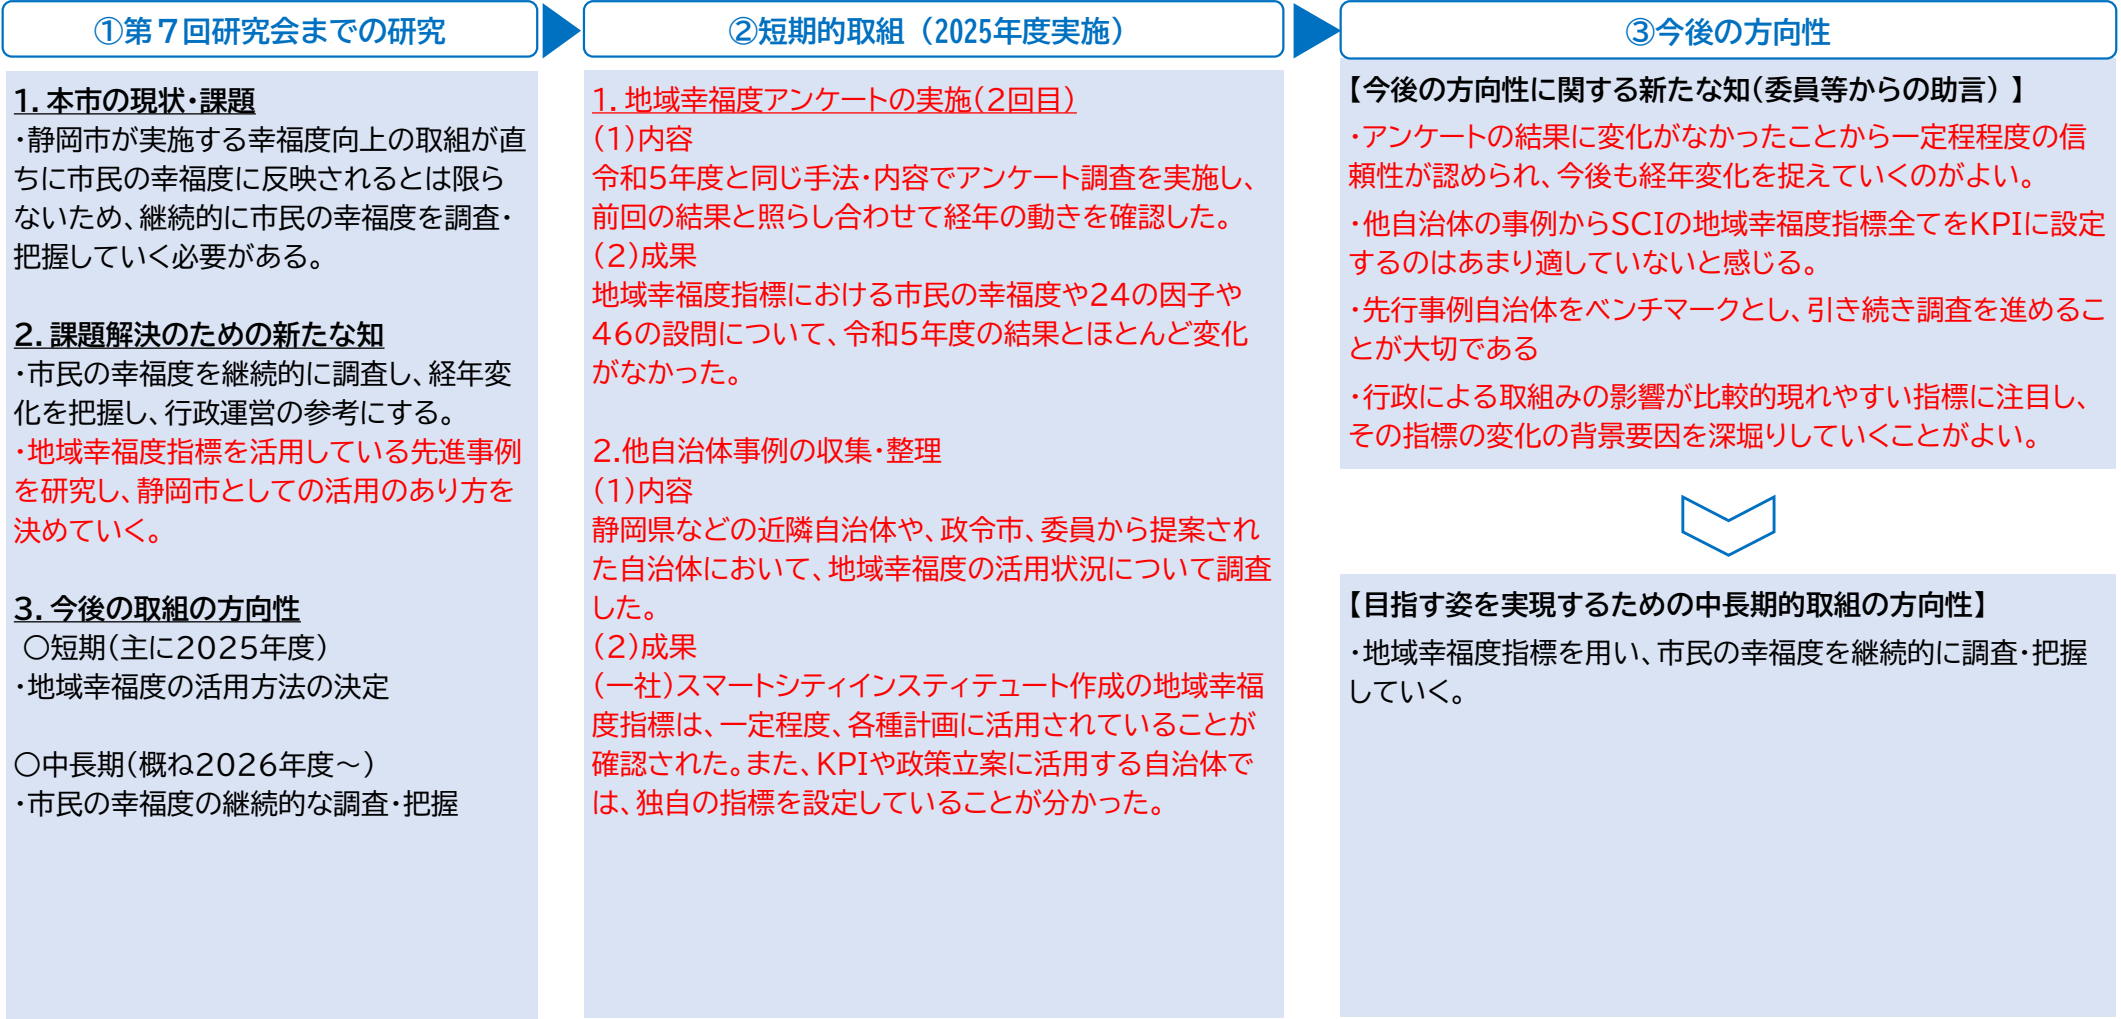 ①第７回研究会までの研究
1．本市の現状・課題
・静岡市が実施する幸福度向上の取組が直
ちに市民の幸福度に反映されるとは限ら
ないため、継続的に市民の幸福度を調査・
把握していく必要がある。
2．課題解決のための新たな知
・市民の幸福度を継続的に調査し、経年変
化を把握し、行政運営の参考にする。
・地域幸福度指標を活用している先進事例
を研究し、静岡市としての活用のあり方を
決めていく。
3．今後の取組の方向性
○短期（主に2025年度）
・地域幸福度の活用方法の決定
○中長期（概ね2026年度～）
・市民の幸福度の継続的な調査・把握
②短期的取組（2025年度実施）
1．地域幸福度アンケートの実施（2回目）
（1）内容
令和5年度と同じ手法・内容でアンケート調査を実施し、
前回の結果と照らし合わせて経年の動きを確認した。
（2）成果
地域幸福度指標における市民の幸福度や24の因子や
46の設問について、令和5年度の結果とほとんど変化
がなかった。
2.他自治体事例の収集・整理
（1）内容
静岡県などの近隣自治体や、政令市、委員から提案され
た自治体において、地域幸福度の活用状況について調査
した。
（2）成果
（一社）スマートシティインスティテュート作成の地域幸福
度指標は、一定程度、各種計画に活用されていることが
確認された。また、KPIや政策立案に活用する自治体で
は、独自の指標を設定していることが分かった。
③今後の方向性
【今後の方向性に関する新たな知（委員等からの助言）】
・アンケートの結果に変化がなかったことから一定程程度の信
頼性が認められ、今後も経年変化を捉えていくのがよい。
・他自治体の事例からSCIの地域幸福度指標全てをKPIに設定
するのはあまり適していないと感じる。
・先行事例自治体をベンチマークとし、引き続き調査を進めるこ
とが大切である
・行政による取組みの影響が比較的現れやすい指標に注目し、
その指標の変化の背景要因を深堀りしていくことがよい。
【目指す姿を実現するための中長期的取組の方向性】
・地域幸福度指標を用い、市民の幸福度を継続的に調査・把握
していく。